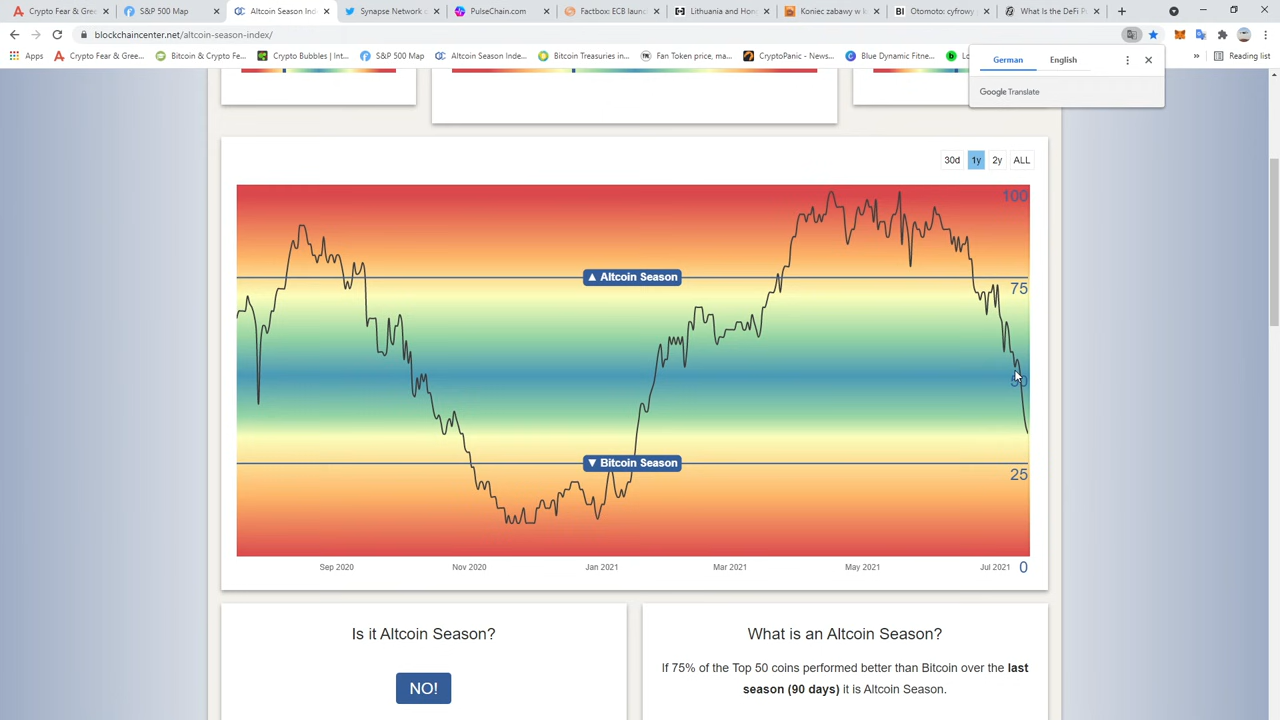 Crypto Fear & Gree
S&P 500 Map
Altcoin Season Ind
Synapse Network o
PulseChain.com
Factbox: ECB laun
Lithuania and Hon
Koniec zabawy w k
Otomoto: cyfrowy
What Is the DeFi P
blockchaincenter.net/altcoin-season-index/
Apps
Crypto Fear & Gree...
Bitcoin & Crypto Fe...
Crypto Bubbles | Int...
S&P 500 Map
Altcoin Season Inde...
Bitcoin Treasuries in...
Fan Token price, ma...
CryptoPanic - News...
Blue Dynamic Fitne...
Lo
»
Reading list
German
English
Google Translate
30d
1y
2y
ALL
100
▲ Altcoin Season
75
50
▼ Bitcoin Season
25
Sep 2020
Nov 2020
Jan 2021
Mar 2021
May 2021
Jul 2021
0
Is it Altcoin Season?
NO!
What is an Altcoin Season?
If 75% of the Top 50 coins performed better than Bitcoin over the last
season (90 days) it is Altcoin Season.